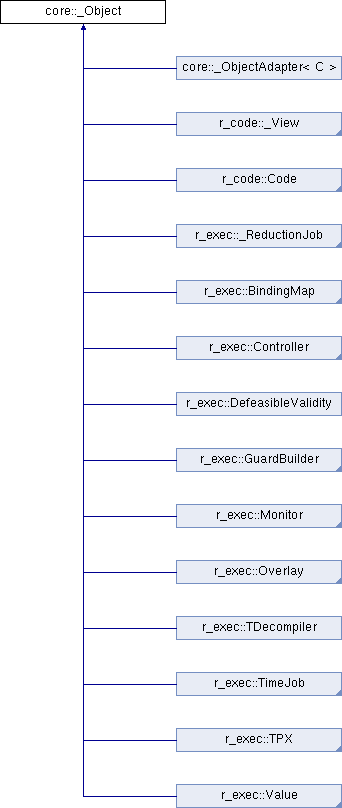 core::_Object
core::_ObjectAdapter< C >
r_code::_View
r_code::Code
r_exec::_ReductionJob
r_exec::BindingMap
r_exec::Controller
r_exec::DefeasibleValidity
r_exec::GuardBuilder
r_exec::Monitor
r_exec::Overlay
r_exec::TDecompiler
r_exec::TimeJob
r_exec::TPX
r_exec::Value